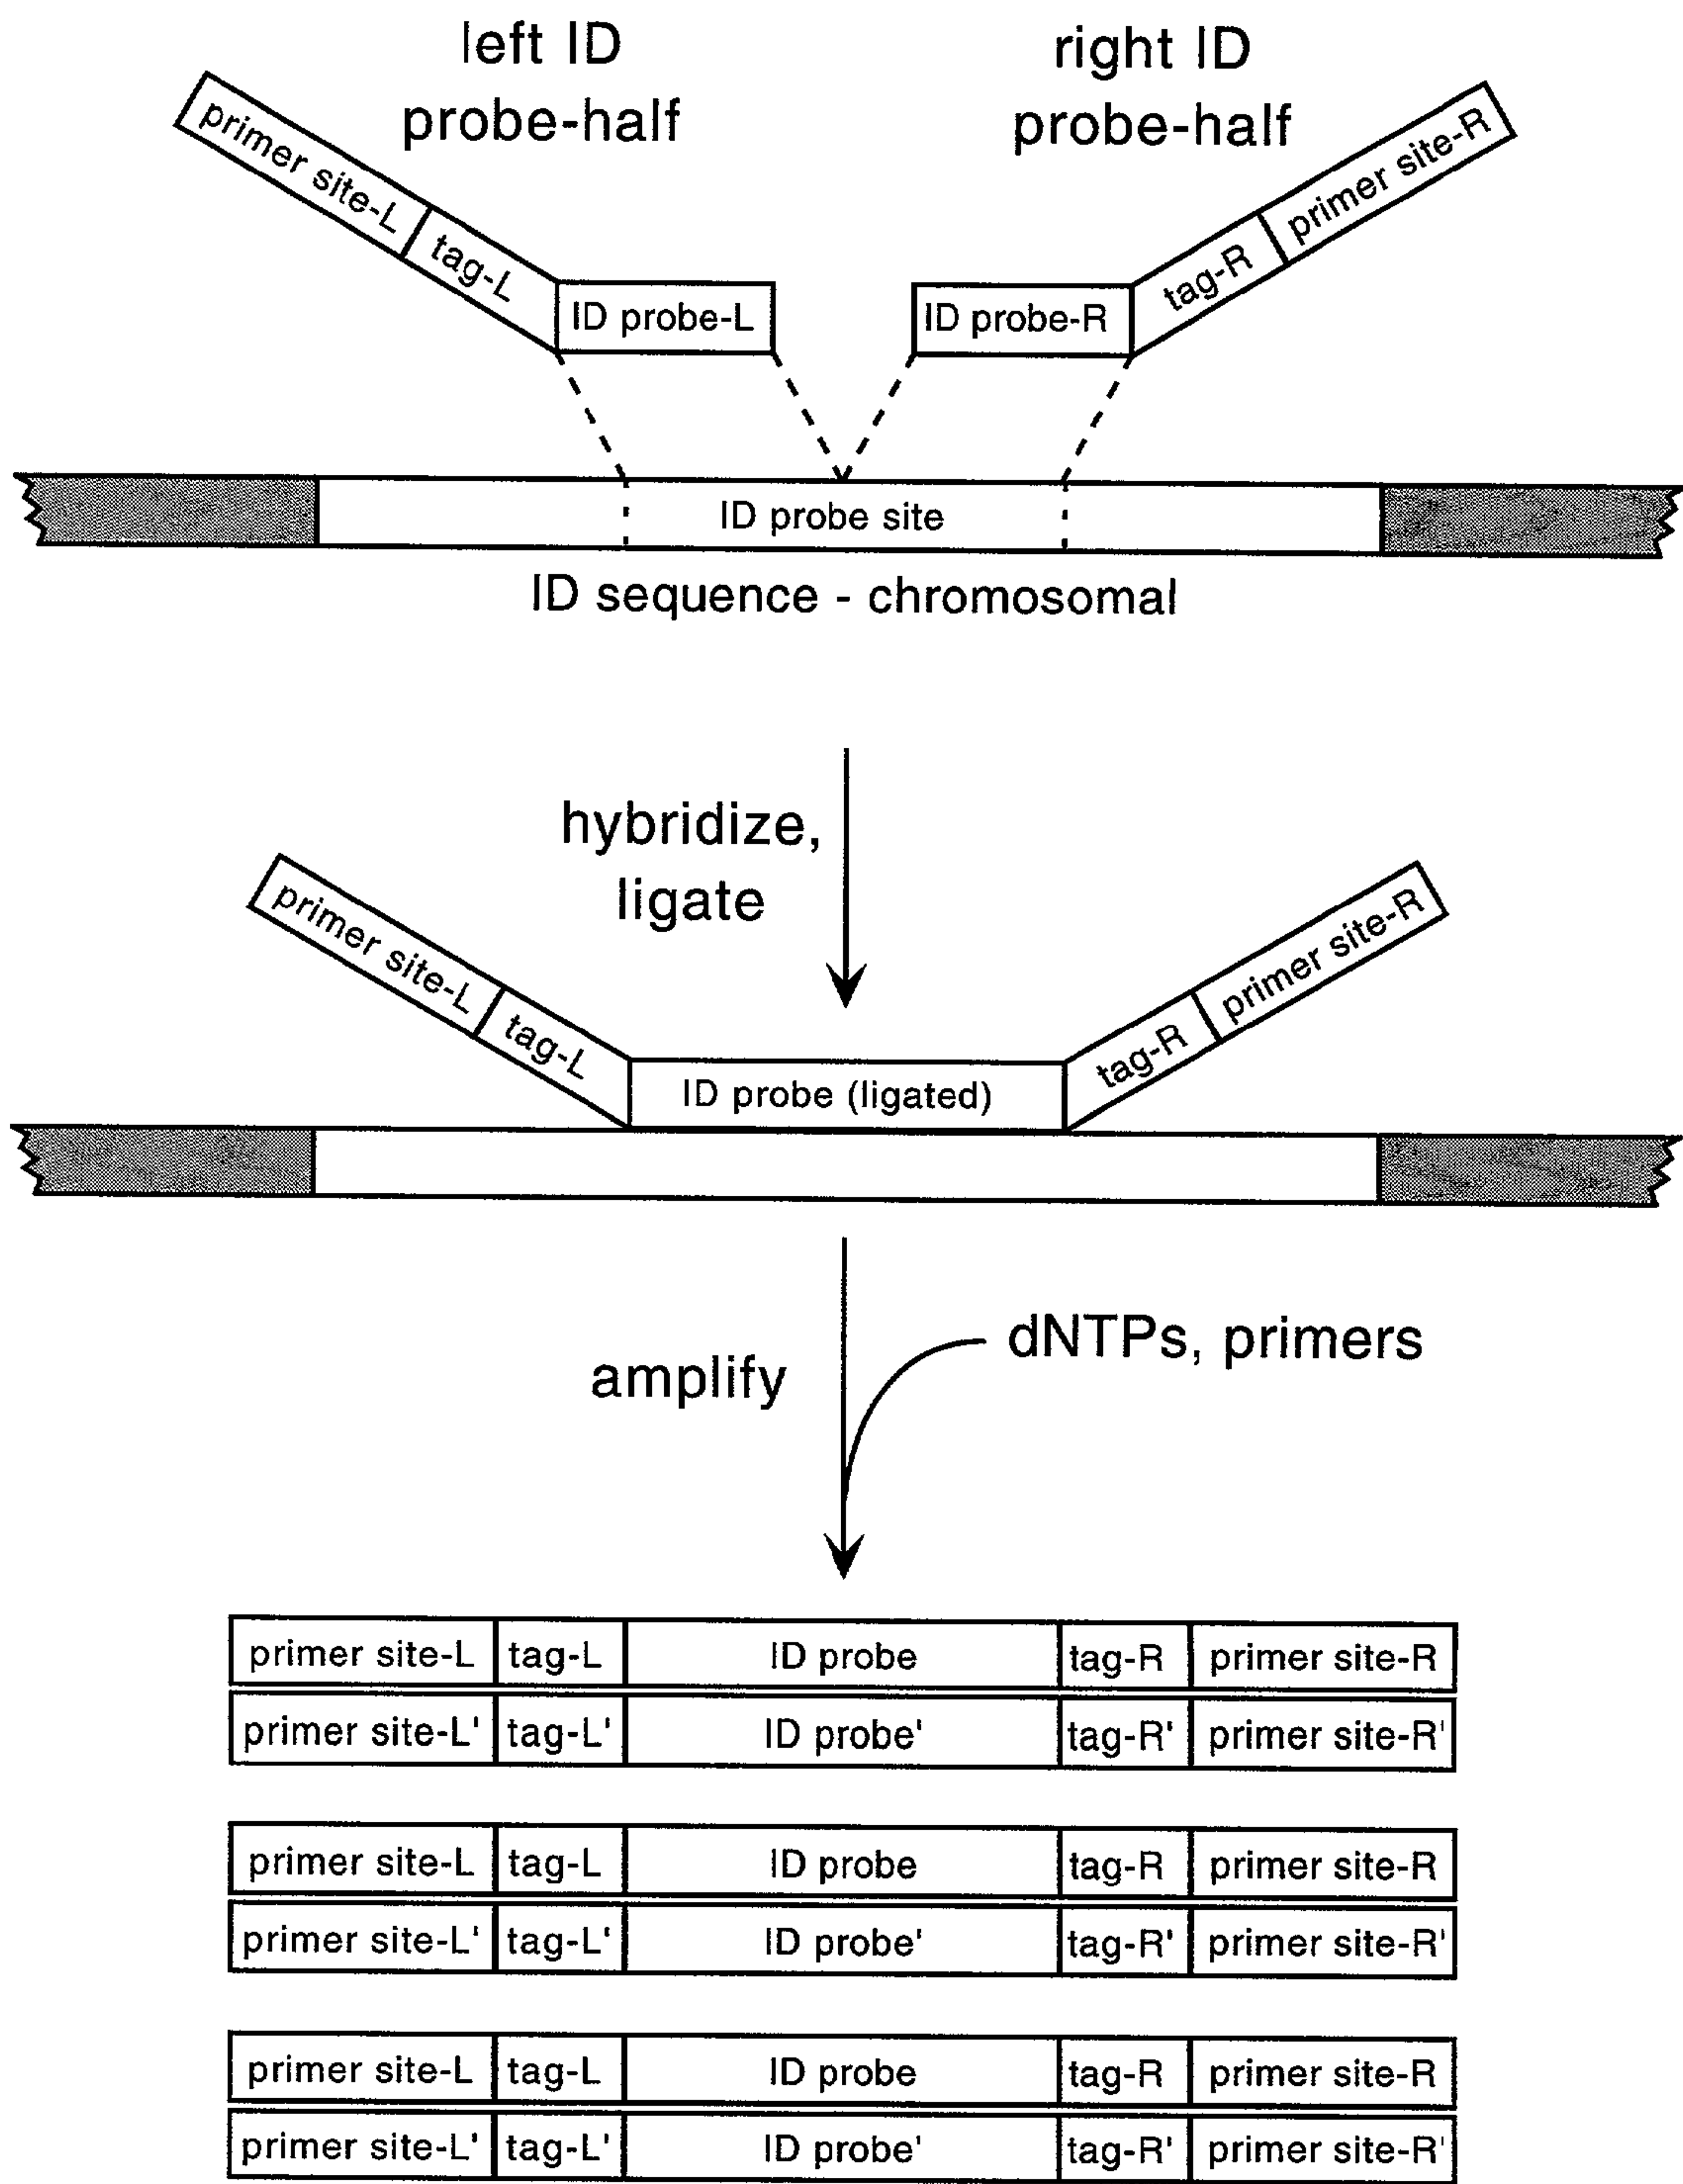 left ID
probe-half
right ID
probe-half
primer site-L
tag-L
ID probe-L
ID probe-R
tag-R
primer site-R
ID probe site
ID sequence - chromosomal
hybridize,
ligate
primer site-L
tag-L
ID probe (ligated)
tag-R
primer site-R
amplify
dNTPs, primers
primer site-L tag-L ID probe tag-R primer site-R
primer site-L' tag-L' ID probe' tag-R' primer site-R'
primer site-L tag-L ID probe tag-R primer site-R
primer site-L' tag-L' ID probe' tag-R' primer site-R'
primer site-L tag-L ID probe tag-R primer site-R
primer site-L' tag-L' ID probe' tag-R' primer site-R'